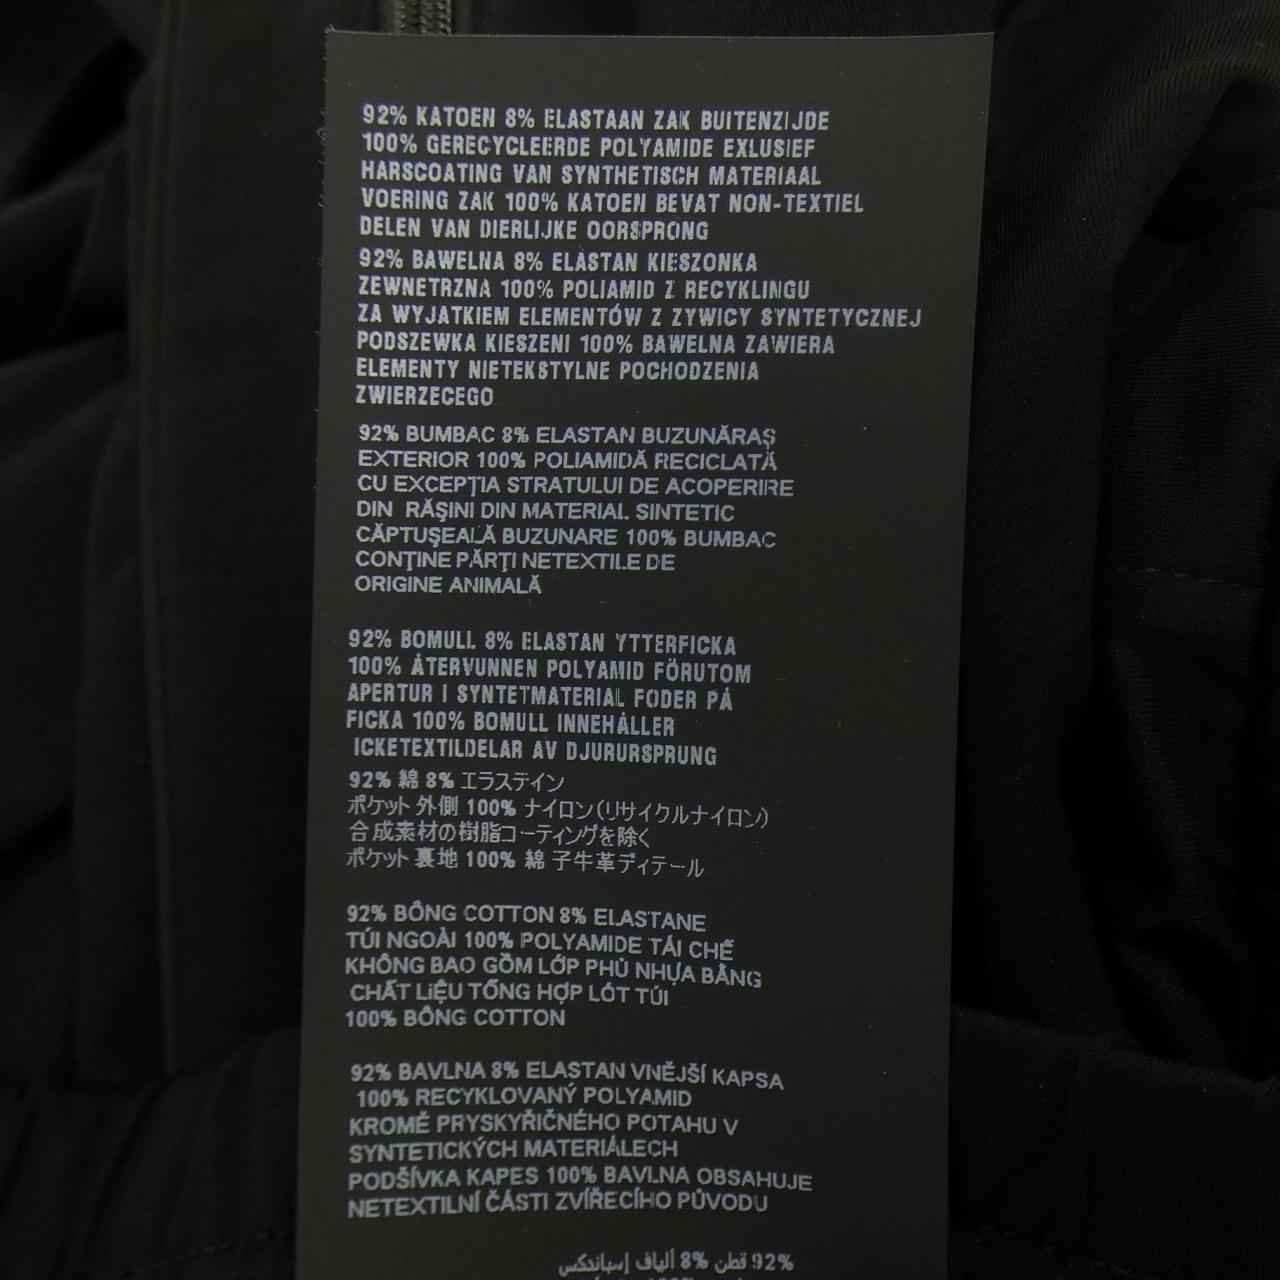 92% KATOEN 8% ELASTAAN ZAK BUITENZIJDE
100% GERECYCLEERDE POLYAMIDE EXLUSIEF
HARSCOATING VAN SYNTHETISCH MATERIAAL
VOERING ZAK 100% KATOEN BEVAT NON-TEXTIEL
DELEN VAN DIERLIJKE OORSPRONG
92% BAWELNA 8% ELASTAN KIESZONKA
ZEWNETRZNA 100% POLIAMID Z RECYKLINGU
ZA WYJATKIEM ELEMENTÓW Z ZYWICY SYNTETYCZNEJ
PODSZEWKA KIESZENI 100% BAWELNA ZAWIERA
ELEMENTY NIETEKSTYLNE POCHODZENIA
ZWIERZECEGO
92% BUMBAC 8% ELASTAN BUZUNĂRAȘ
EXTERIOR 100% POLIAMIDĂ RECICLATĂ
CU EXCEPȚIA STRATULUI DE ACOPERIRE
DIN RĂȘINI DIN MATERIAL SINTETIC
CĂPTUȘEALĂ BUZUNARE 100% BUMBAC
CONȚINE PĂRȚI NETEXTILE DE
ORIGINE ANIMALĂ
92% BOMULL 8% ELASTAN YTTERFICKA
100% ÅTERVUNNEN POLYAMID FÖRUTOM
APERTUR I SYNTETMATERIAL FODER PÅ
FICKA 100% BOMULL INNEHÅLLER
ICKETEXTILDELAR AV DJURURSPRUNG
92% 綿 8% エラステイン
ポケット 外側 100% ナイロン(リサイクルナイロン)
合成素材の樹脂コーティングを除く
ポケット 裏地 100% 綿 子牛革ディテール
92% BÔNG COTTON 8% ELASTANE
TÚI NGOÀI 100% POLYAMIDE TÁI CHẾ
KHÔNG BAO GỒM LỚP PHỦ NHỰA BẰNG
CHẤT LIỆU TỔNG HỢP LÓT TÚI
100% BÔNG COTTON
92% BAVLNA 8% ELASTAN VNĚJŠÍ KAPSA
100% RECYKLOVANÝ POLYAMID
KROMĚ PRYSKYŘIČNÉHO POTAHU V
SYNTETICKÝCH MATERIÁLECH
PODŠÍVKA KAPES 100% BAVLNA OBSAHUJE
NETEXTILNÍ ČÁSTI ZVÍŘECÍHO PŮVODU
92% قطن 8% ألياف إسباندكس